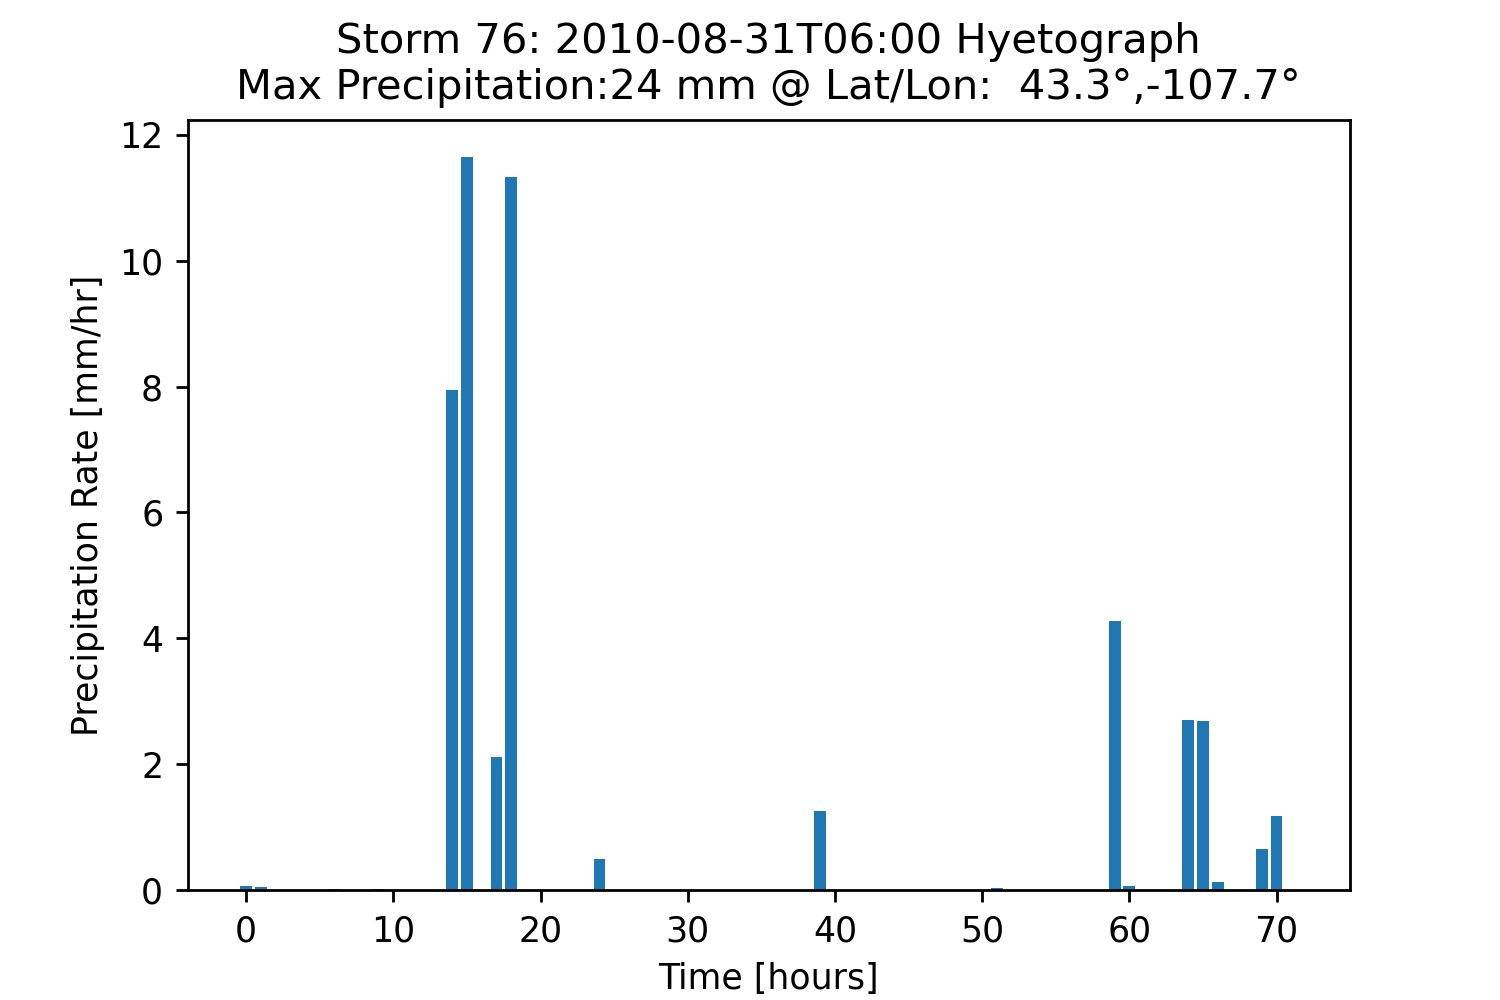 Storm 76: 2010-08-31T06:00 Hyetograph
Max Precipitation:24 mm @ Lat/Lon:  43.3°,-107.7°
12
10
8
6
4
2
0
Precipitation Rate [mm/hr]
0 10 20 30 40 50 60 70
Time [hours]